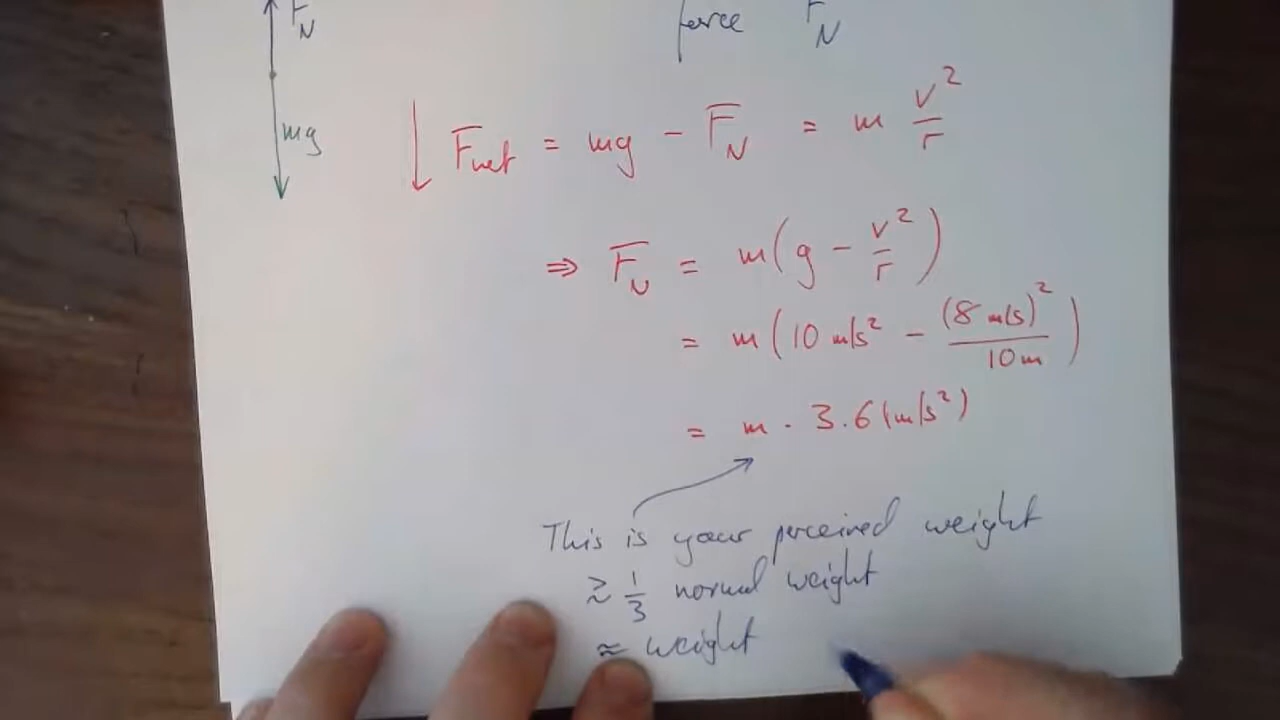 F_N
force F_N
mg
F_net = mg - F_N = m v²/r
⇒ F_N = m(g - v²/r)
= m(10 m/s² - (8 m/s)²/10m)
= m · 3.6 (m/s²)
This is your perceived weight
≳ 1/3 normal weight
≈ weight